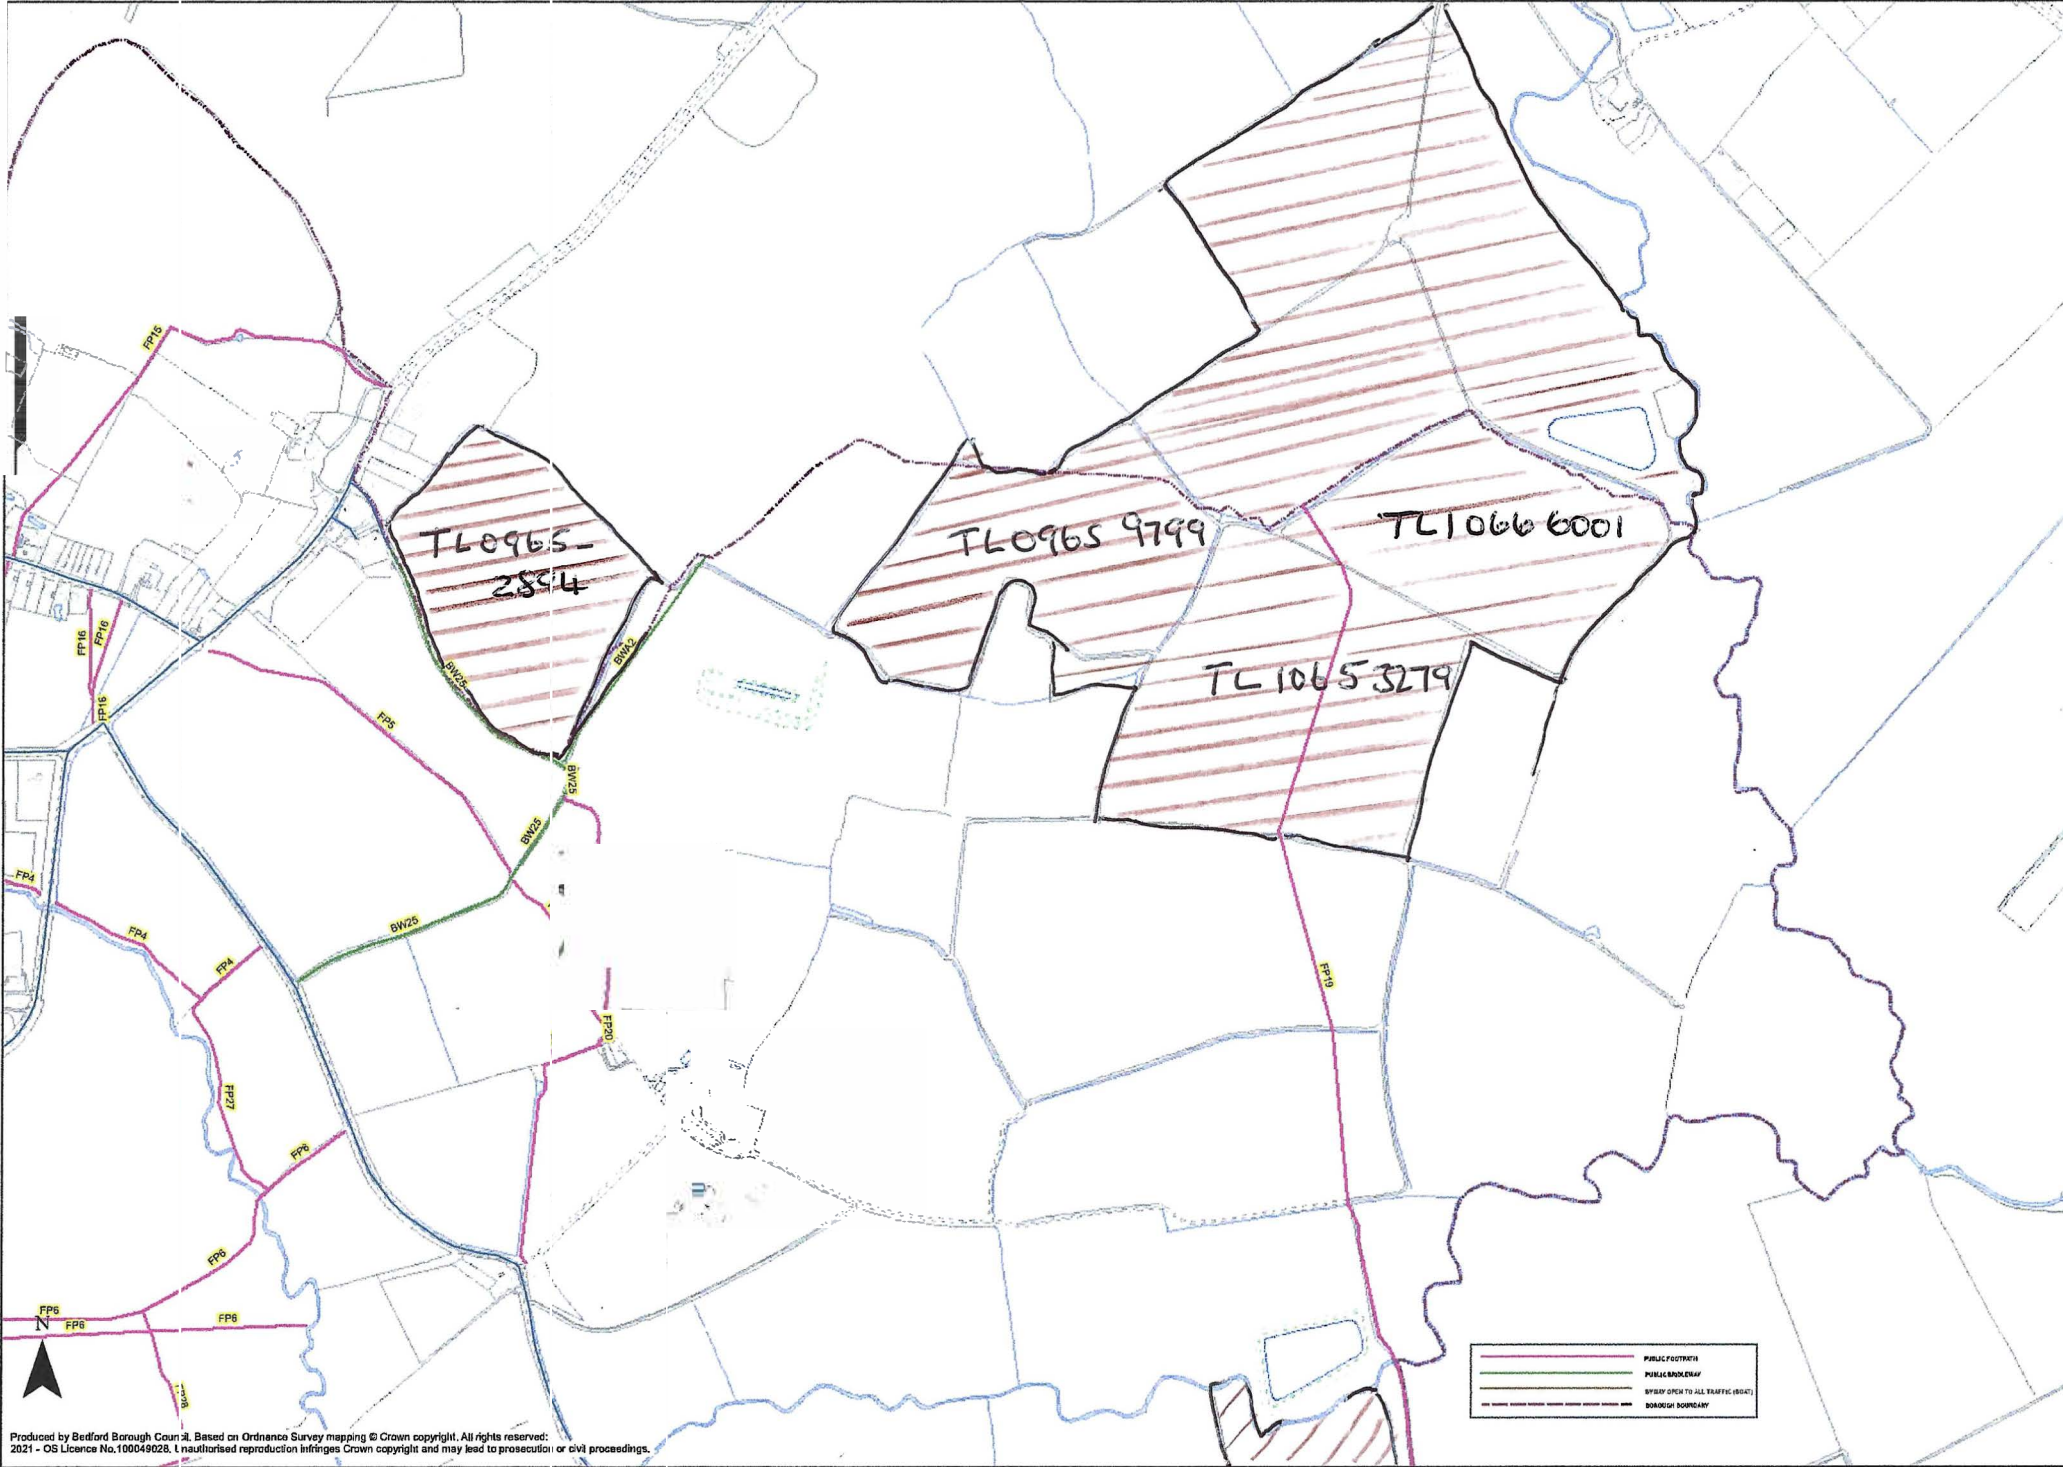 FP15
TL0965-
2894
TL0965 9799
TL1066 6001
FP16
FP16
BW25
BWA2
TL1065 3279
FP16
FP5
BW25
BW25
FP4
BW25
FP4
FP4
FP19
FP20
FP27
FP6
FP6
N
FP6
FP6
PUBLIC FOOTPATH
PUBLIC BRIDLEWAY
BYWAY OPEN TO ALL TRAFFIC (BOAT)
BOROUGH BOUNDARY
Produced by Bedford Borough Council. Based on Ordnance Survey mapping © Crown copyright. All rights reserved:
2021 - OS Licence No.100049028. Unauthorised reproduction infringes Crown copyright and may lead to prosecution or civil proceedings.